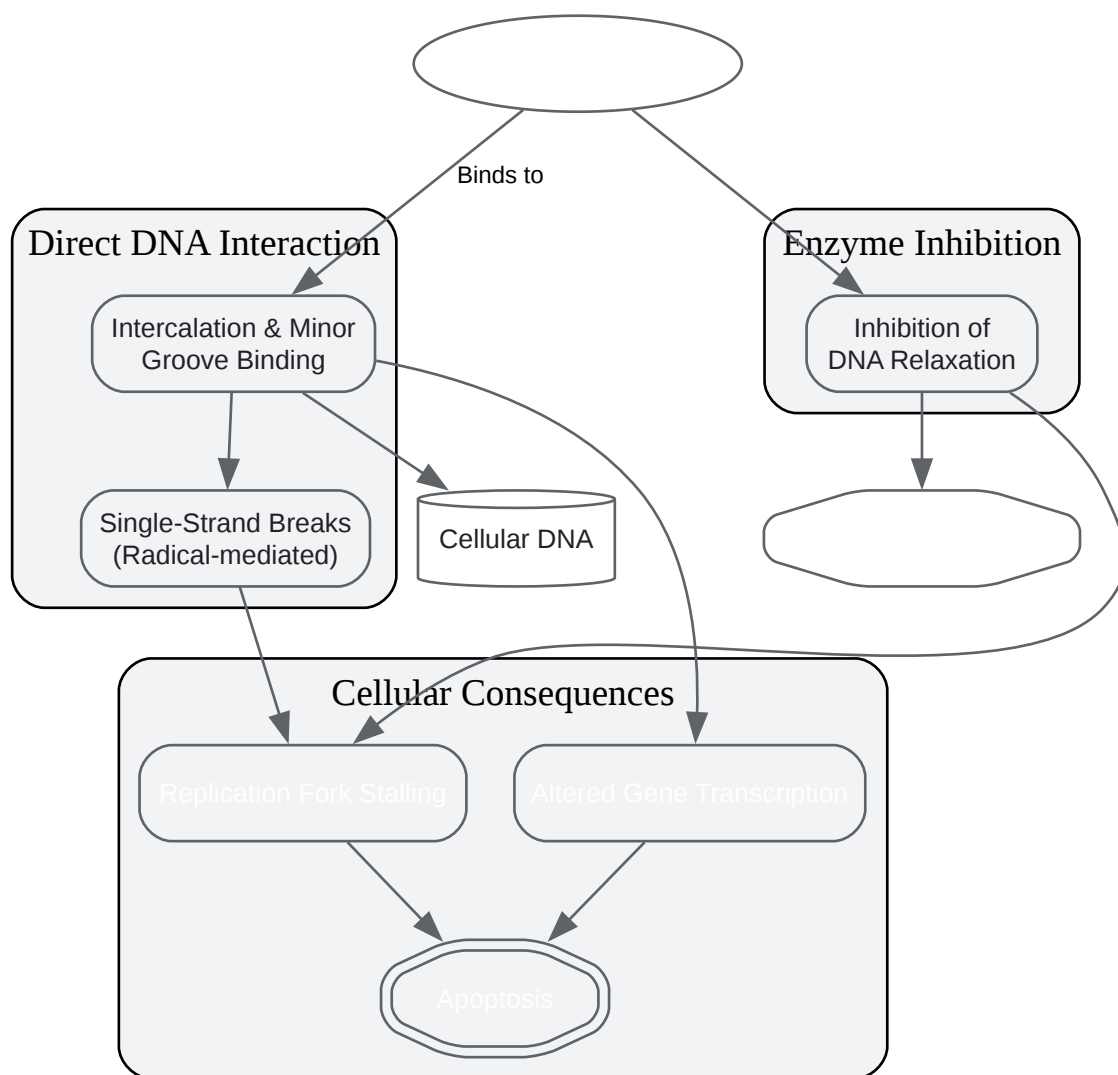 Binds to
Direct DNA Interaction
Enzyme Inhibition
Intercalation & Minor
Groove Binding
Inhibition of
DNA Relaxation
Single-Strand Breaks
(Radical-mediated)
Cellular DNA
Cellular Consequences
Replication Fork Stalling
Altered Gene Transcription
Apoptosis